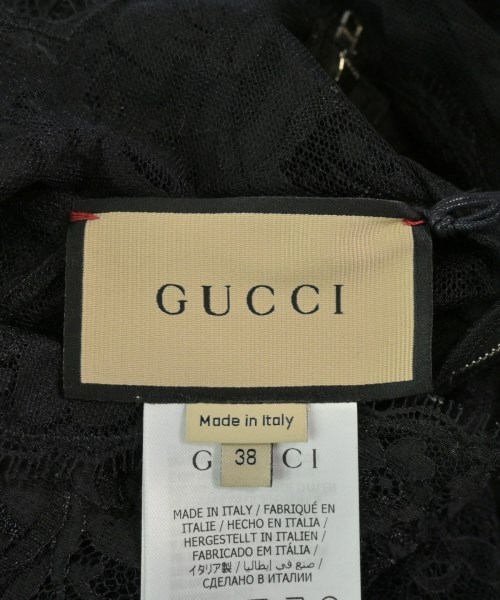 GUCCI
Made in Italy
38
G CCI
MADE IN ITALY / FABRIQUÉ EN
ITALIE / HECHO EN ITALIA /
HERGESTELLT IN ITALIEN /
FABRICADO EM ITÁLIA /
イタリア製 / صنع في إيطاليا /
СДЕЛАНО В ИТАЛИИ